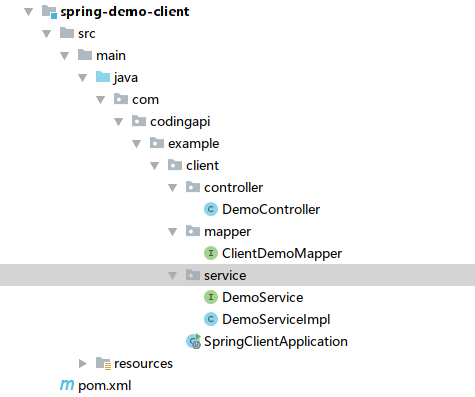 spring-demo-client
src
main
java
com
codingapi
example
client
controller
DemoController
mapper
ClientDemoMapper
service
DemoService
DemoServiceImpl
SpringClientApplication
resources
pom.xml